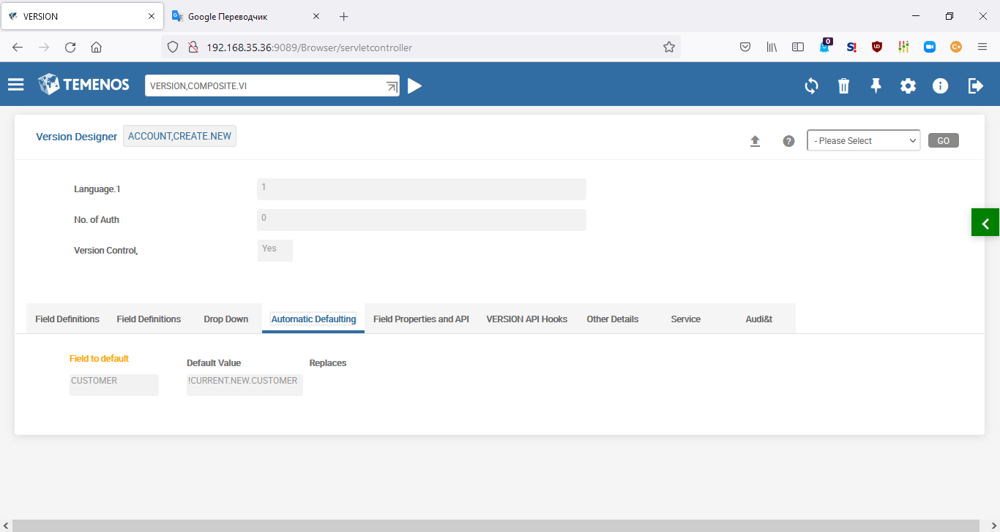 VERSION
Google Переводчик
192.168.35.36:9089/Browser/servletcontroller
0
S!
UD
C+
TEMENOS
VERSION,COMPOSITE.VI
Version Designer
ACCOUNT,CREATE.NEW
?
- Please Select
GO
Language.1
1
No. of Auth
0
Version Control,
Yes
Field Definitions
Field Definitions
Drop Down
Automatic Defaulting
Field Properties and API
VERSION API Hooks
Other Details
Service
Audi&t
Field to default
Default Value
Replaces
CUSTOMER
!CURRENT.NEW.CUSTOMER